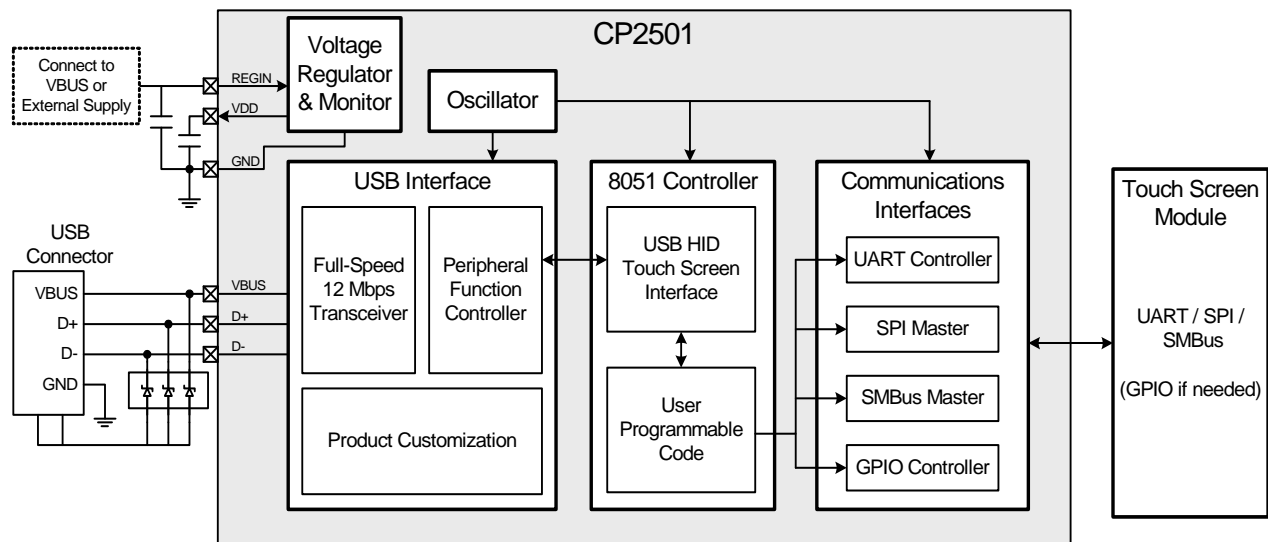 CP2501
Connect to
VBUS or
External Supply
REGIN
VDD
GND
Voltage
Regulator
& Monitor
Oscillator
USB
Connector
VBUS
D+
D-
GND
VBUS
D+
D-
USB Interface
Full-Speed
12 Mbps
Transceiver
Peripheral
Function
Controller
Product Customization
8051 Controller
USB HID
Touch Screen
Interface
User
Programmable
Code
Communications
Interfaces
UART Controller
SPI Master
SMBus Master
GPIO Controller
Touch Screen
Module
UART / SPI /
SMBus
(GPIO if needed)